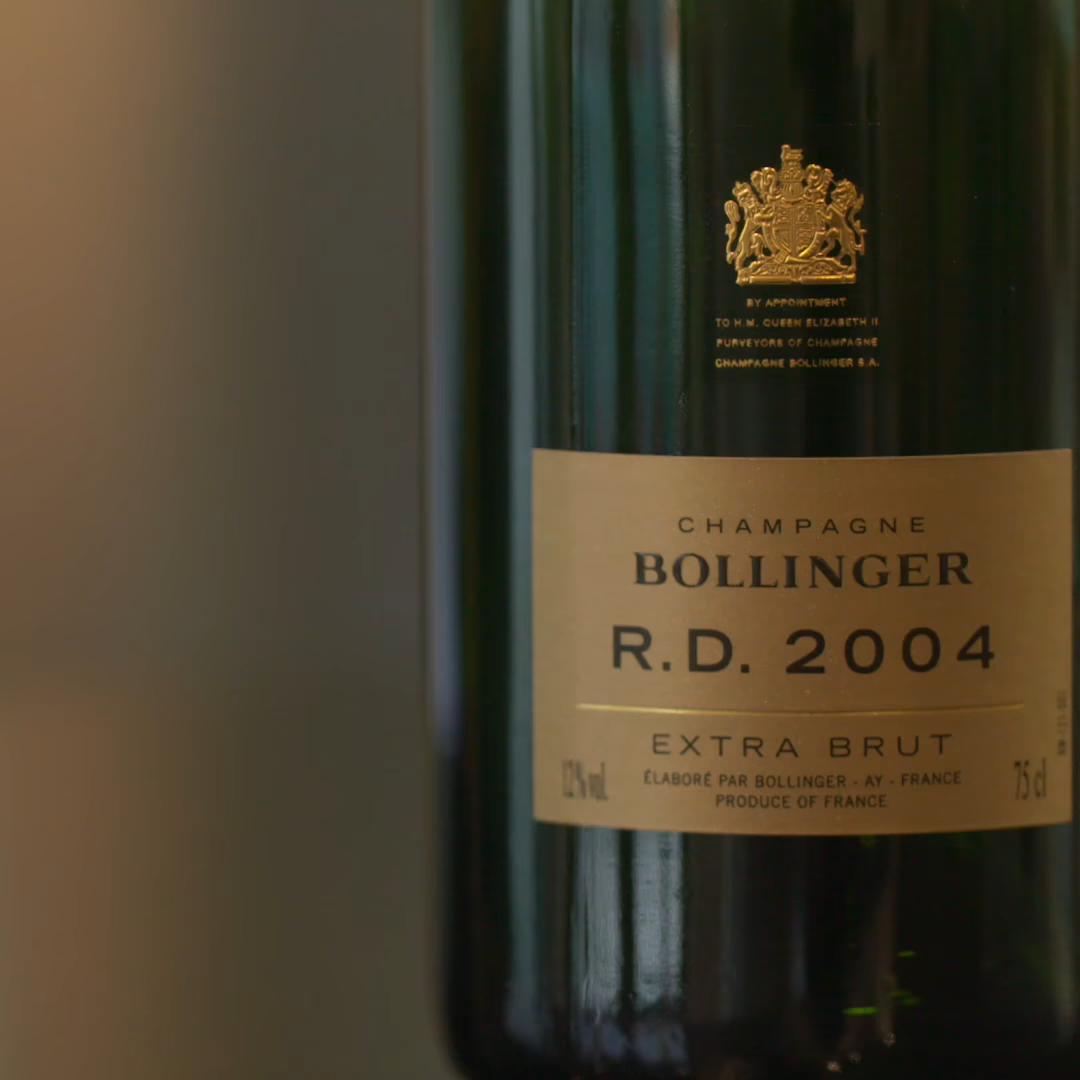 BY APPOINTMENT
TO H.M. QUEEN ELIZABETH II
PURVEYORS OF CHAMPAGNE
CHAMPAGNE BOLLINGER S.A.
CHAMPAGNE
BOLLINGER
R.D. 2004
EXTRA BRUT
12% vol.
ÉLABORÉ PAR BOLLINGER - AY - FRANCE
75 cl
PRODUCE OF FRANCE